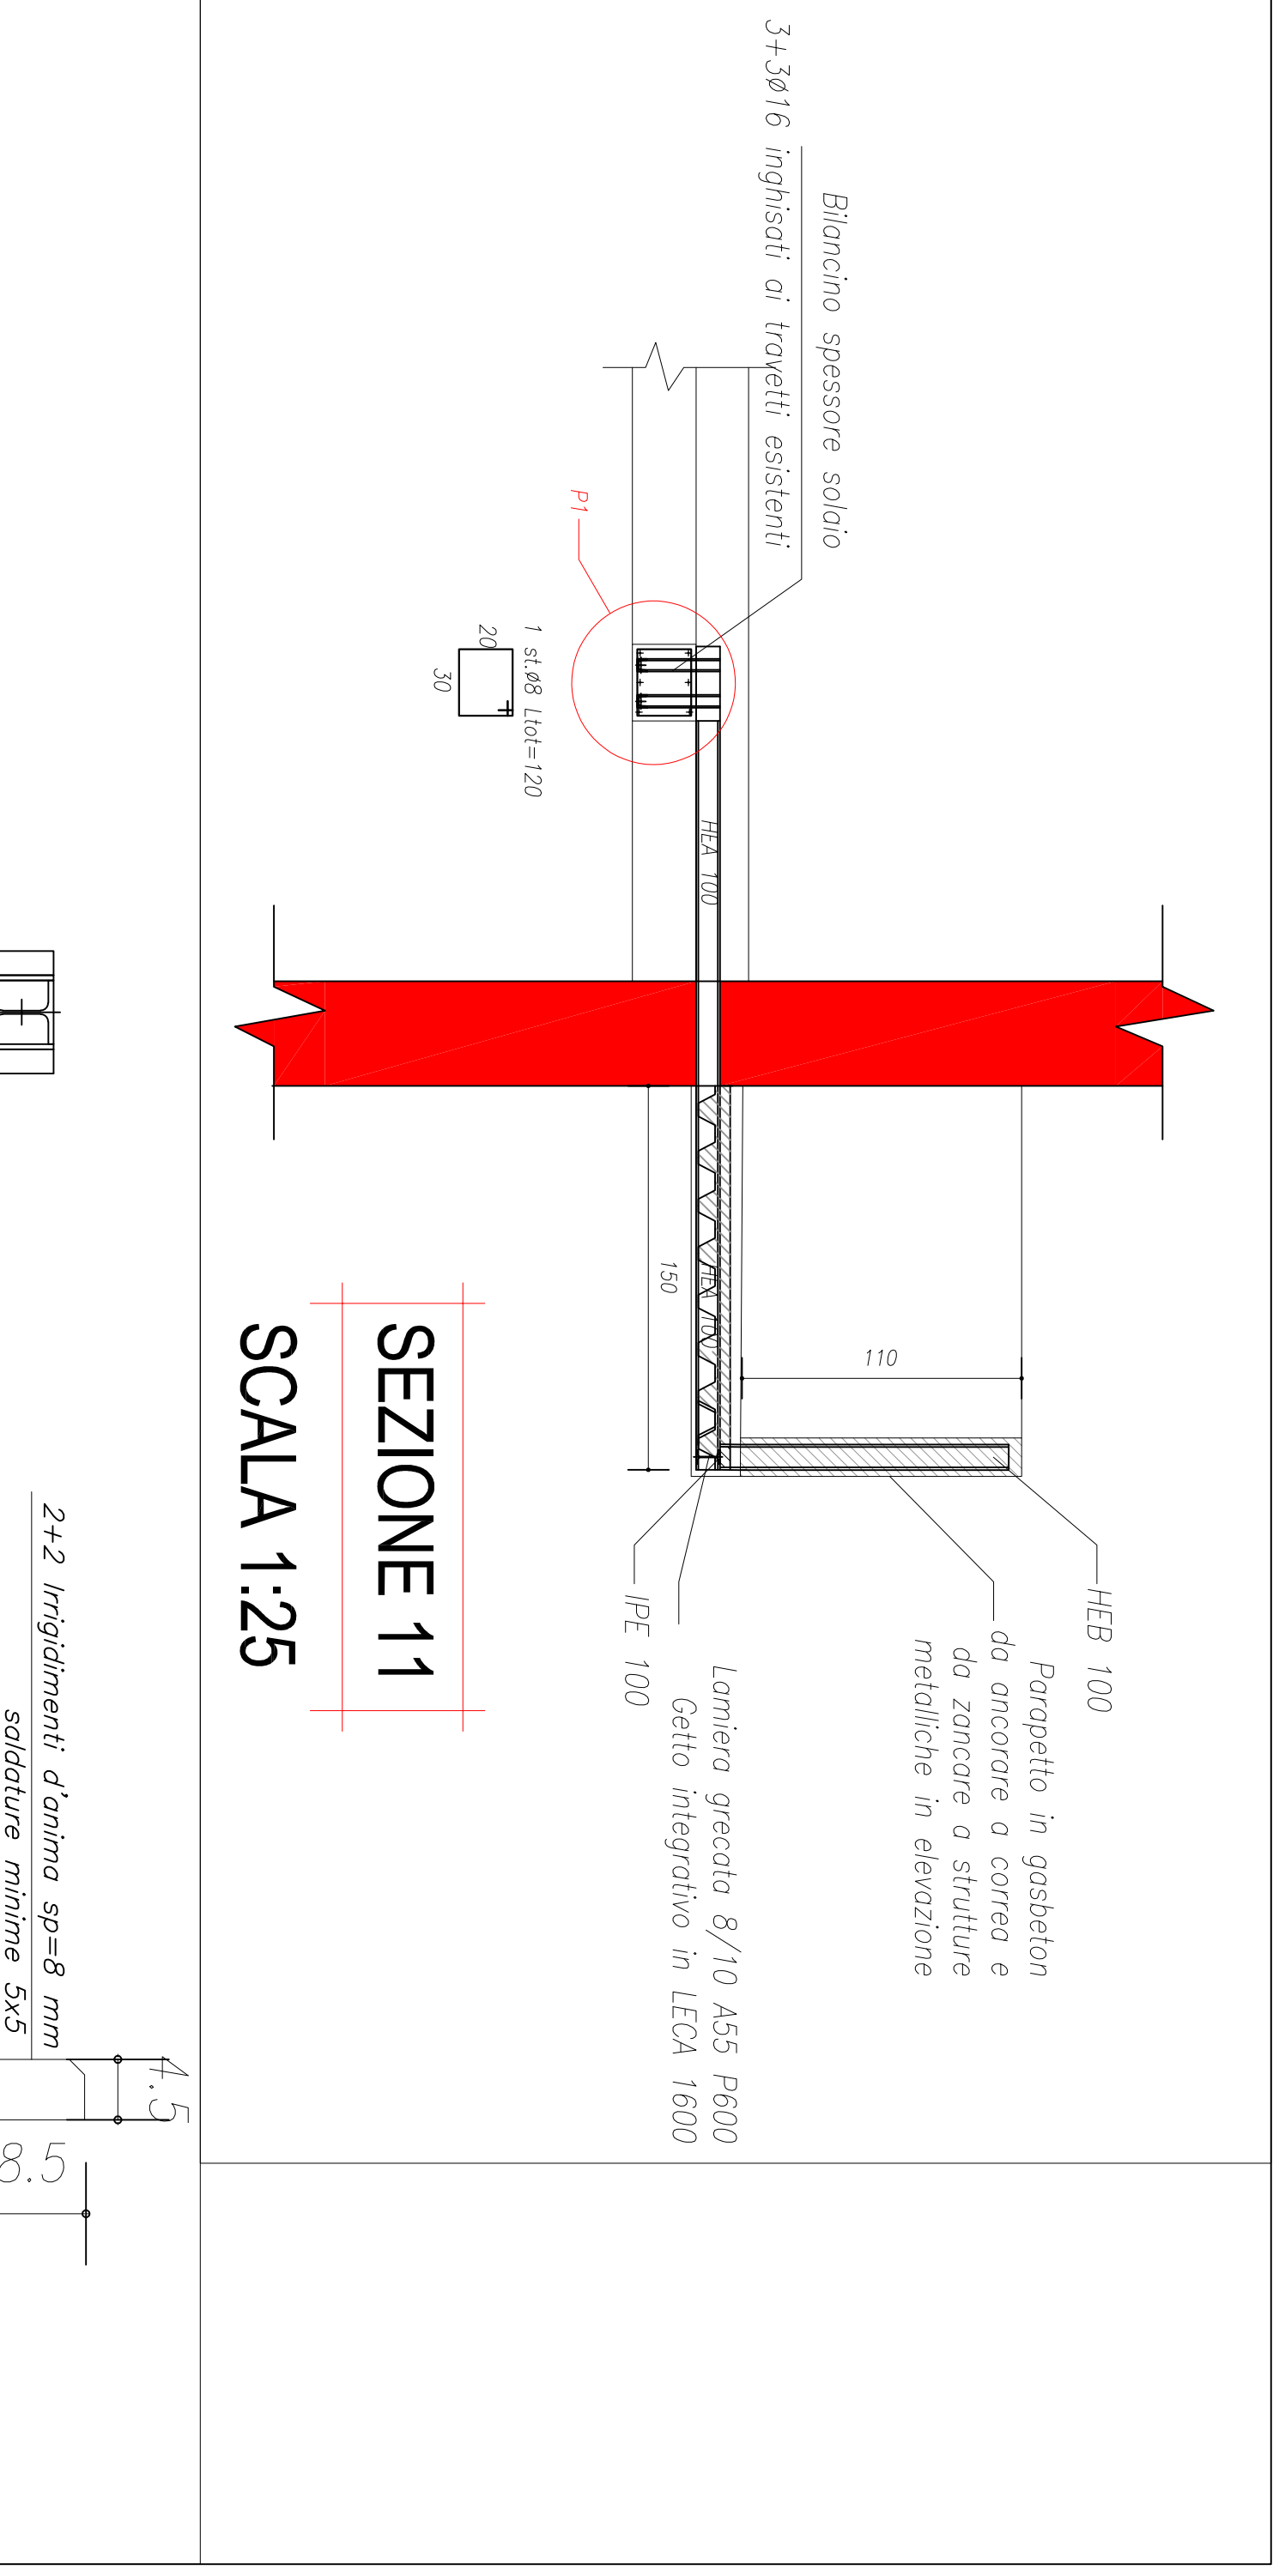 Bilancino spessore solaio
3+3ø16 inghisati ai travetti esistenti
P1
1 st.ø8 Ltot=120
20
30
HEA 100
HEA 100
150
110
HEB 100
Parapetto in gasbeton
da ancorare a correa e
da zancare a strutture
metalliche in elevazione
Lamiera grecata 8/10 A55 P600
Getto integrativo in LECA 1600
IPE 100
SEZIONE 11
SCALA 1:25
2+2 Irrigidimenti d'anima sp=8 mm
saldature minime 5x5
4.5
8.5